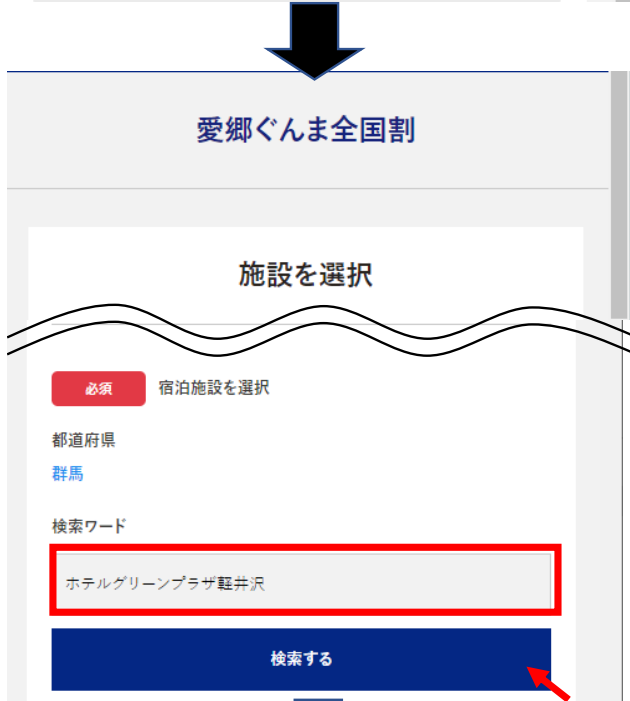 愛郷ぐんま全国割
施設を選択
必須 宿泊施設を選択
都道府県
群馬
検索ワード
ホテルグリーンプラザ軽井沢
検索する